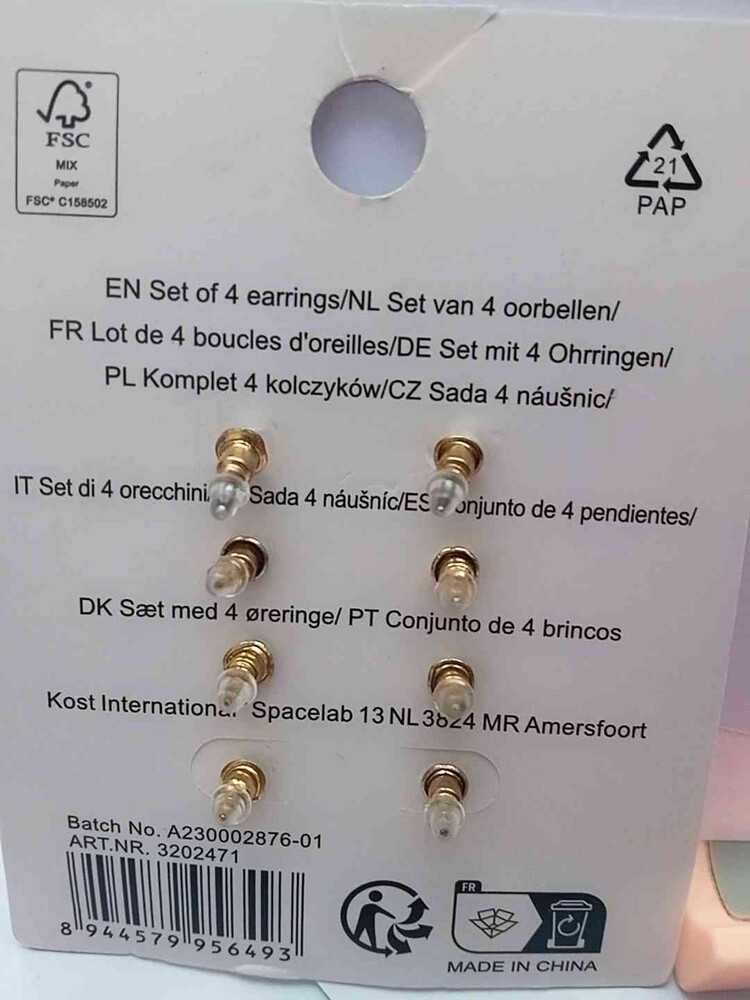 FSC
MIX
Paper
FSC® C158502
21
PAP
EN Set of 4 earrings/NL Set van 4 oorbellen/
FR Lot de 4 boucles d'oreilles/DE Set mit 4 Ohrringen/
PL Komplet 4 kolczyków/CZ Sada 4 náušnic/
IT Set di 4 orecchini/ Sada 4 náušníc/ES onjunto de 4 pendientes/
DK Sæt med 4 øreringe/ PT Conjunto de 4 brincos
Kost International Spacelab 13 NL 3824 MR Amersfoort
Batch No. A230002876-01
ART.NR. 3202471
8 944579 956493
FR
MADE IN CHINA